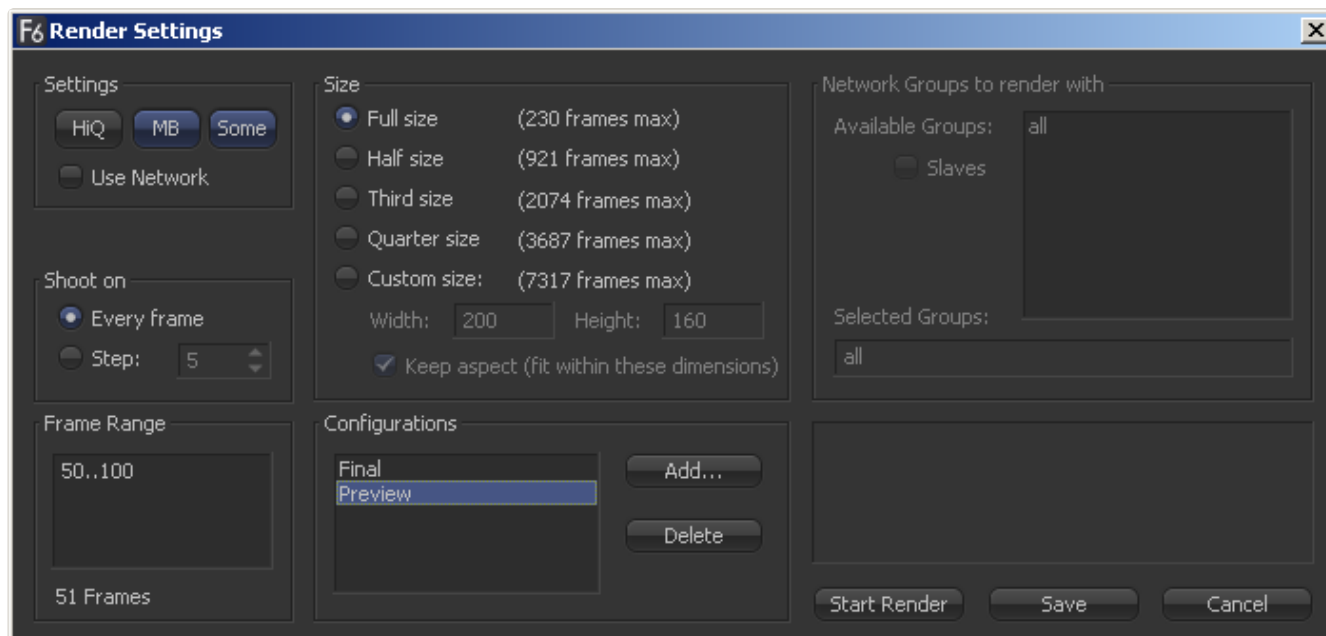 F6 Render Settings
Settings
HiQ MB Some
Use Network
Shoot on
Every frame
Step: 5
Frame Range
50..100
51 Frames
Size
Full size (230 frames max)
Half size (921 frames max)
Third size (2074 frames max)
Quarter size (3687 frames max)
Custom size: (7317 frames max)
Width: 200 Height: 160
Keep aspect (fit within these dimensions)
Configurations
Final
Preview
Add...
Delete
Network Groups to render with
Available Groups: all
Slaves
Selected Groups:
all
Start Render Save Cancel